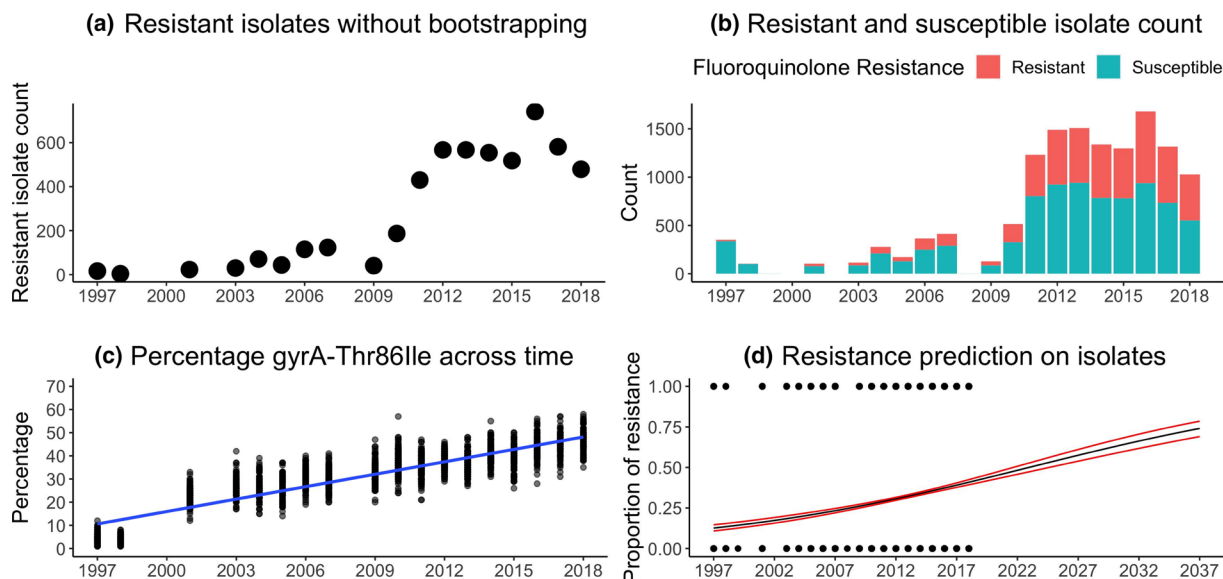 (a) Resistant isolates without bootstrapping
Resistant isolate count
600
400
200
0
1997 2000 2003 2006 2009 2012 2015 2018
(b) Resistant and susceptible isolate count
Fluoroquinolone Resistance Resistant Susceptible
Count
1500
1000
500
0
1997 2000 2003 2006 2009 2012 2015 2018
(c) Percentage gyrA-Thr86Ile across time
Percentage
70
60
50
40
30
20
10
0
1997 2000 2003 2006 2009 2012 2015 2018
(d) Resistance prediction on isolates
Proportion of resistance
1.00
0.75
0.50
0.25
0.00
1997 2002 2007 2012 2017 2022 2027 2032 2037